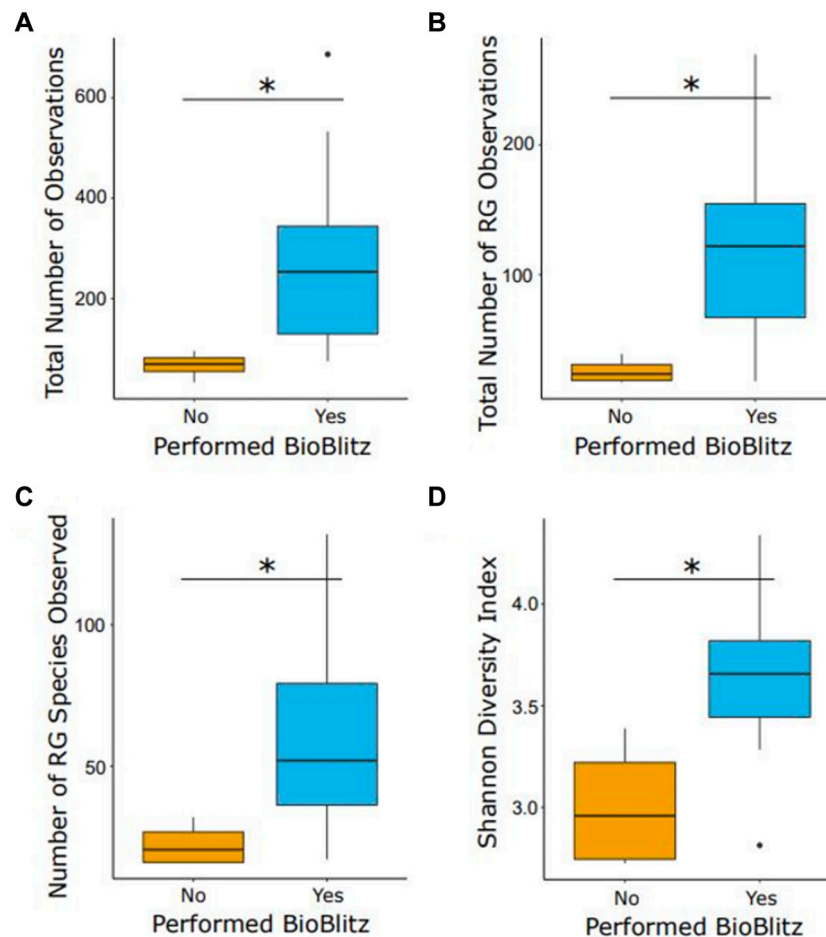 A
Total Number of Observations
600
*
400
200
No
Yes
Performed BioBlitz
B
Total Number of RG Observations
200
*
100
No
Yes
Performed BioBlitz
C
Number of RG Species Observed
*
100
50
No
Yes
Performed BioBlitz
D
Shannon Diversity Index
*
4.0
3.5
3.0
No
Yes
Performed BioBlitz